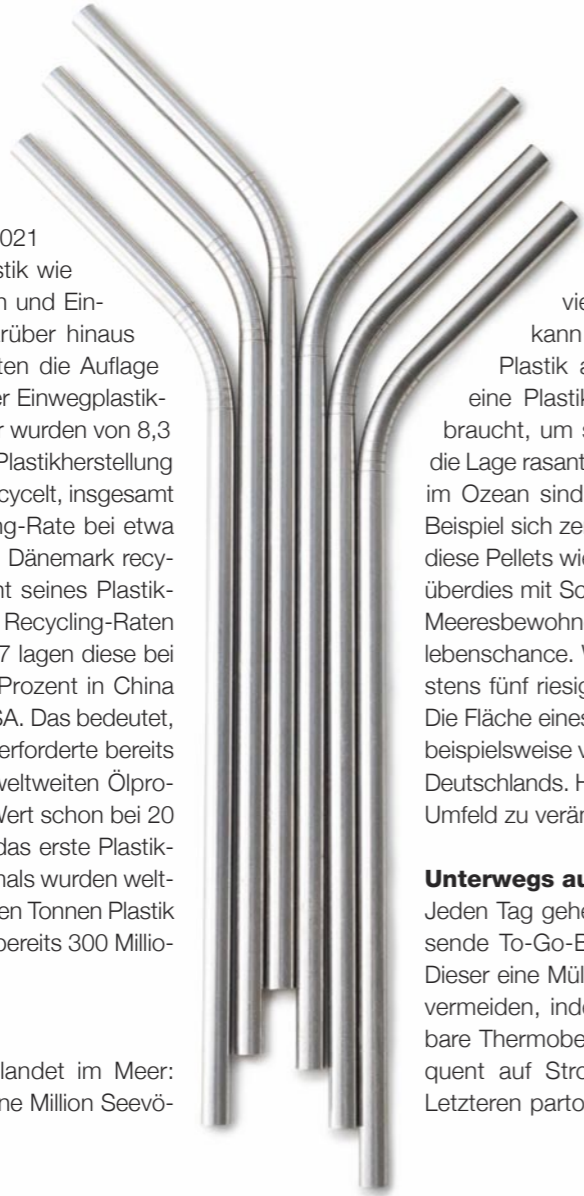 021
stik wie
n und Ein-
rüber hinaus
ten die Auflage
er Einwegplastik-
r wurden von 8,3
Plastikherstellung
cycelt, insgesamt
ng-Rate bei etwa
Dänemark recy-
nt seines Plastik-
Recycling-Raten
7 lagen diese bei
Prozent in China
SA. Das bedeutet,
erforderte bereits
weltweiten Ölpro-
Wert schon bei 20
das erste Plastik-
mals wurden welt-
en Tonnen Plastik
bereits 300 Millio-
landet im Meer:
ne Million Seevö-
vie
kann
Plastik a
eine Plastik
braucht, um s
die Lage rasant
im Ozean sind
Beispiel sich ze
diese Pellets wie
überdies mit Sc
Meeresbewohn
lebenschance. W
stens fünf riesig
Die Fläche eines
beispielsweise v
Deutschlands. H
Umfeld zu verär
Unterwegs au
Jeden Tag gehe
sende To-Go-B
Dieser eine Mül
vermeiden, inde
bare Thermobe
quent auf Stro
Letzteren parto